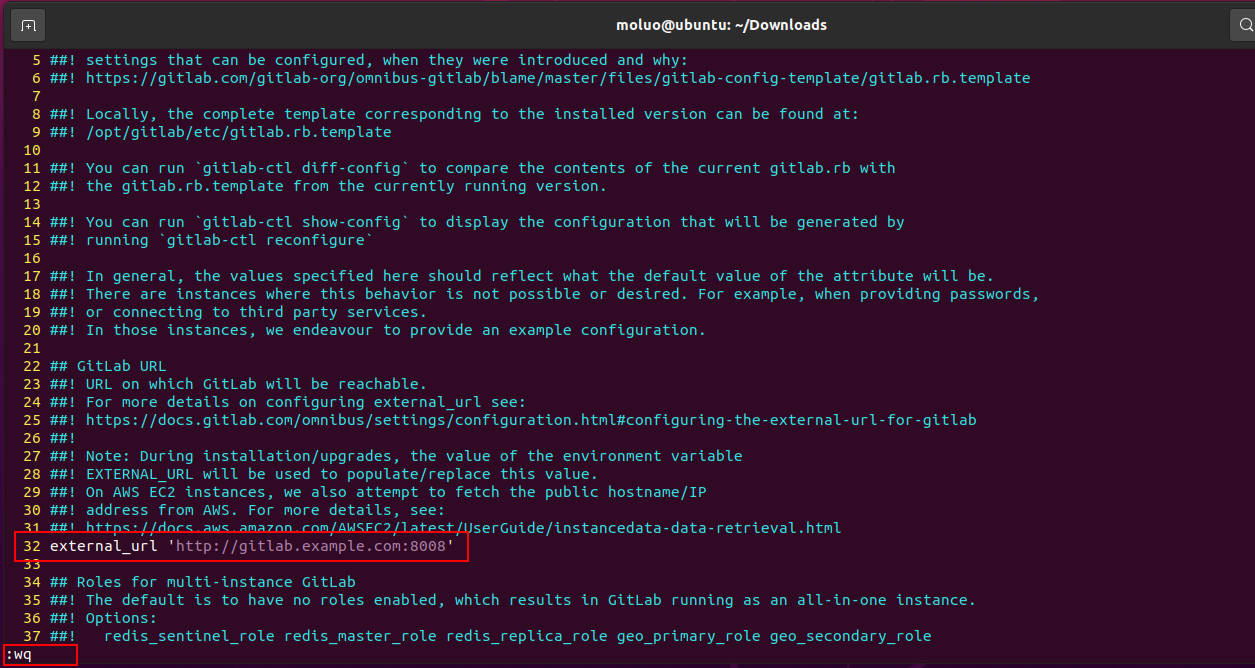 moluo@ubuntu: ~/Downloads
5 ##! settings that can be configured, when they were introduced and why:
6 ##! https://gitlab.com/gitlab-org/omnibus-gitlab/blame/master/files/gitlab-config-template/gitlab.rb.template
7
8 ##! Locally, the complete template corresponding to the installed version can be found at:
9 ##! /opt/gitlab/etc/gitlab.rb.template
10
11 ##! You can run `gitlab-ctl diff-config` to compare the contents of the current gitlab.rb with
12 ##! the gitlab.rb.template from the currently running version.
13
14 ##! You can run `gitlab-ctl show-config` to display the configuration that will be generated by
15 ##! running `gitlab-ctl reconfigure`
16
17 ##! In general, the values specified here should reflect what the default value of the attribute will be.
18 ##! There are instances where this behavior is not possible or desired. For example, when providing passwords,
19 ##! or connecting to third party services.
20 ##! In those instances, we endeavour to provide an example configuration.
21
22 ## GitLab URL
23 ##! URL on which GitLab will be reachable.
24 ##! For more details on configuring external_url see:
25 ##! https://docs.gitlab.com/omnibus/settings/configuration.html#configuring-the-external-url-for-gitlab
26 ##!
27 ##! Note: During installation/upgrades, the value of the environment variable
28 ##! EXTERNAL_URL will be used to populate/replace this value.
29 ##! On AWS EC2 instances, we also attempt to fetch the public hostname/IP
30 ##! address from AWS. For more details, see:
31 ##! https://docs.aws.amazon.com/AWSEC2/latest/UserGuide/instancedata-data-retrieval.html
32 external_url 'http://gitlab.example.com:8008'
33
34 ## Roles for multi-instance GitLab
35 ##! The default is to have no roles enabled, which results in GitLab running as an all-in-one instance.
36 ##! Options:
37 ##!   redis_sentinel_role redis_master_role redis_replica_role geo_primary_role geo_secondary_role
:wq